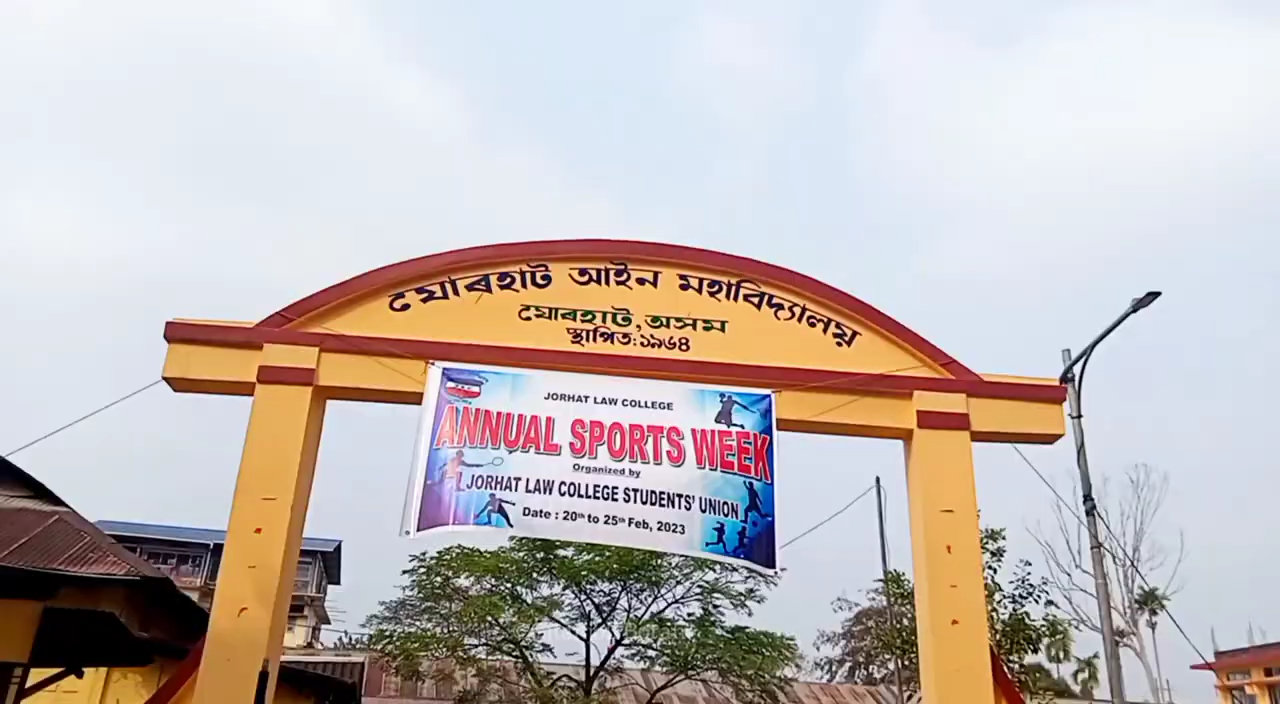 যোৰহাট আইন মহাবিদ্যালয়
যোৰহাট, অসম
স্থাপিত: ১৯৬৪
JORHAT LAW COLLEGE
ANNUAL SPORTS WEEK
Organized by
JORHAT LAW COLLEGE STUDENTS' UNION
Date : 20th to 25th Feb, 2023